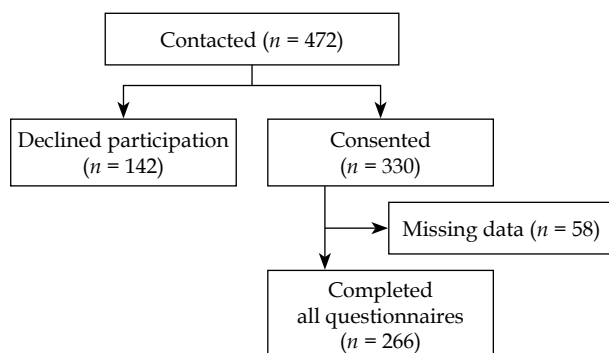 Contacted (n = 472)
Declined participation
(n = 142)
Consented
(n = 330)
Missing data (n = 58)
Completed
all questionnaires
(n = 266)